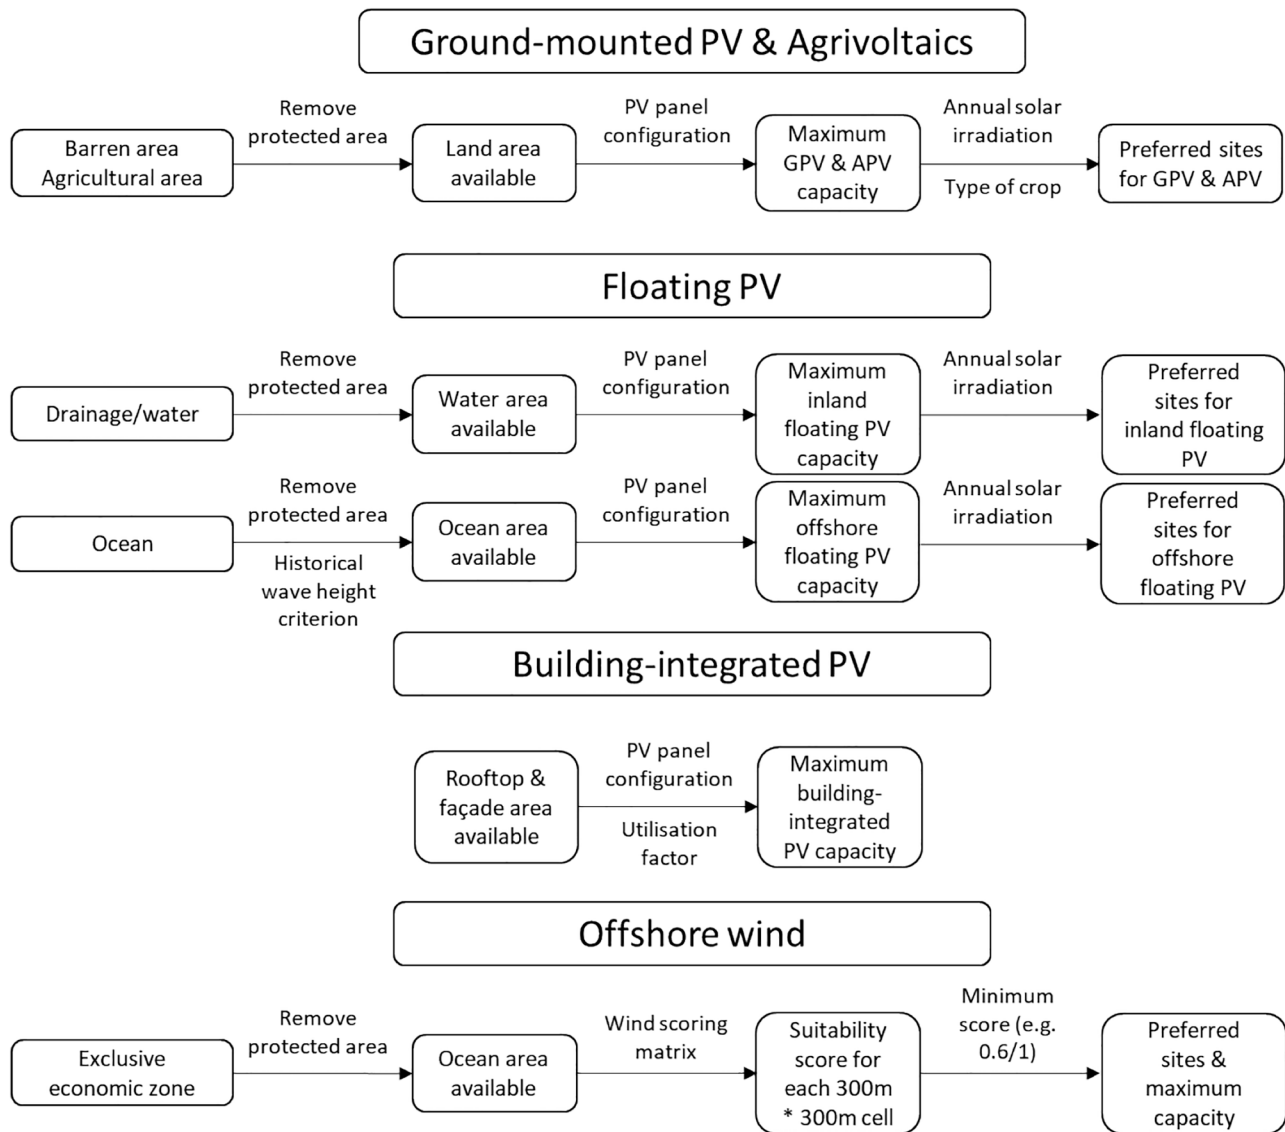 Ground-mounted PV & Agrivoltaics
Remove
protected area
PV panel
configuration
Annual solar
irradiation
Barren area
Agricultural area
Land area
available
Maximum
GPV & APV
capacity
Type of crop
Preferred sites
for GPV & APV
Floating PV
Remove
protected area
PV panel
configuration
Annual solar
irradiation
Drainage/water
Water area
available
Maximum
inland
floating PV
capacity
Preferred
sites for
inland floating
PV
Remove
protected area
PV panel
configuration
Annual solar
irradiation
Ocean
Historical
wave height
criterion
Ocean area
available
Maximum
offshore
floating PV
capacity
Preferred
sites for
offshore
floating PV
Building-integrated PV
Rooftop &
façade area
available
PV panel
configuration
Utilisation
factor
Maximum
building-
integrated
PV capacity
Offshore wind
Exclusive
economic zone
Remove
protected area
Ocean area
available
Wind scoring
matrix
Suitability
score for
each 300m
* 300m cell
Minimum
score (e.g.
0.6/1)
Preferred
sites &
maximum
capacity